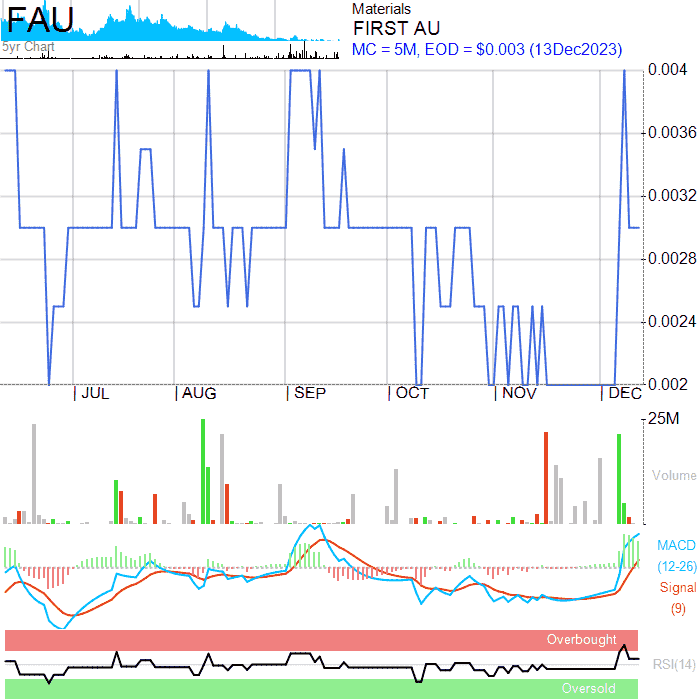 FAU
5yr Chart
Materials
FIRST AU
MC = 5M, EOD = $0.003 (13Dec2023)
0.004
0.0036
0.0032
0.0028
0.0024
0.002
JUL AUG SEP OCT NOV DEC
25M
Volume
MACD
(12-26)
Signal
(9)
Overbought
RSI(14)
Oversold